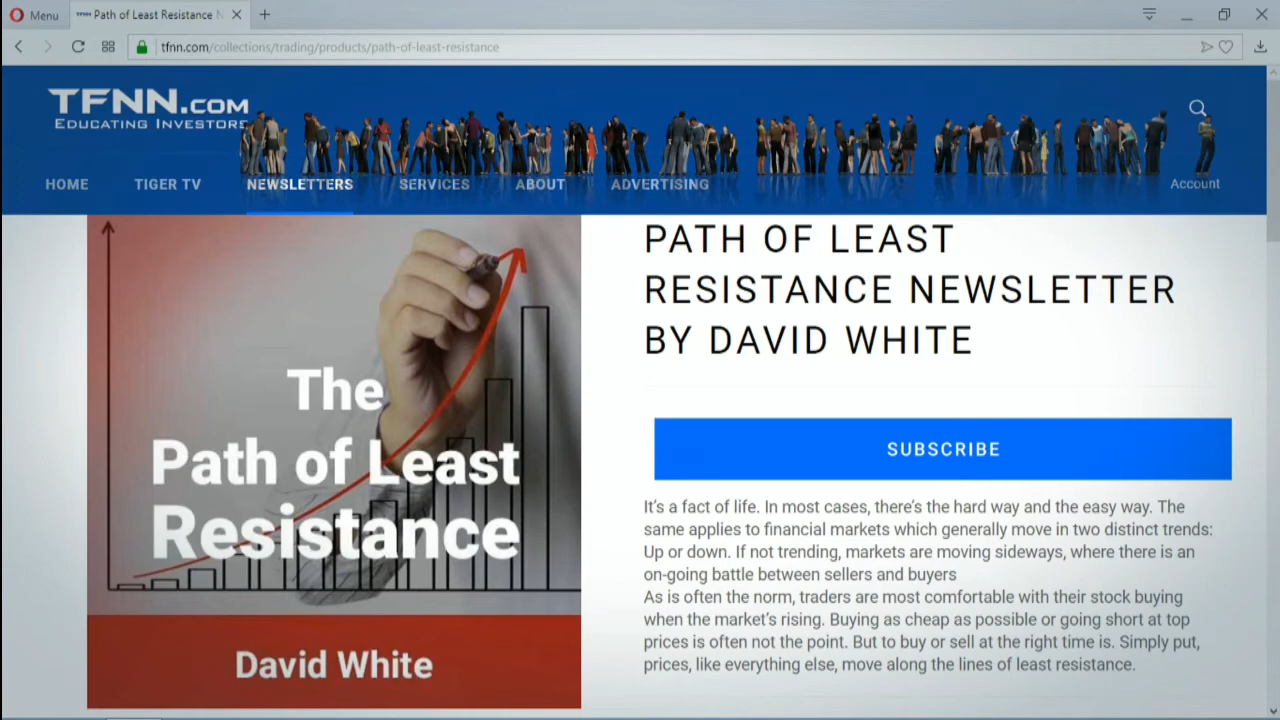 Menu
Path of Least Resistance N
tfnn.com/collections/trading/products/path-of-least-resistance
TFNN.COM
EDUCATING INVESTORS
HOME
TIGER TV
NEWSLETTERS
SERVICES
ABOUT
ADVERTISING
Account
The
Path of Least
Resistance
David White
PATH OF LEAST
RESISTANCE NEWSLETTER
BY DAVID WHITE
SUBSCRIBE
It's a fact of life. In most cases, there's the hard way and the easy way. The
same applies to financial markets which generally move in two distinct trends:
Up or down. If not trending, markets are moving sideways, where there is an
on-going battle between sellers and buyers
As is often the norm, traders are most comfortable with their stock buying
when the market's rising. Buying as cheap as possible or going short at top
prices is often not the point. But to buy or sell at the right time is. Simply put,
prices, like everything else, move along the lines of least resistance.